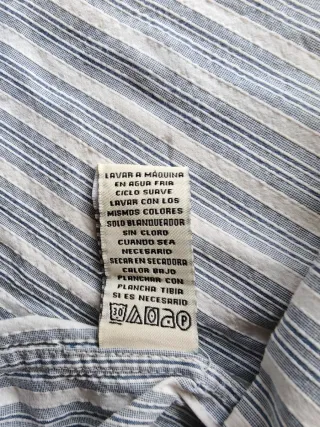 LAVAR A MÁQUINA
EN AGUA FRIA
CICLO SUAVE
LAVAR CON LOS
MISMOS COLORES
SOLO BLANQUEADOR
SIN CLORO
CUANDO SEA
NECESARIO
SECAR EN SECADORA
CALOR BAJO
PLANCHAR CON
PLANCHA TIBIA
SI ES NECESARIO
30 P